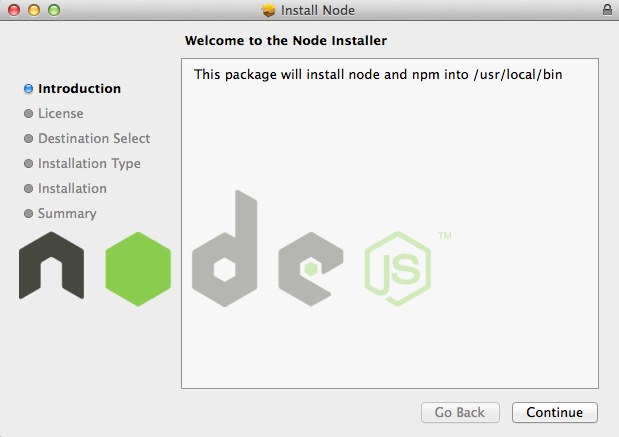 Install Node
Welcome to the Node Installer
Introduction
License
Destination Select
Installation Type
Installation
Summary
This package will install node and npm into /usr/local/bin
node
JS
TM
Go Back
Continue